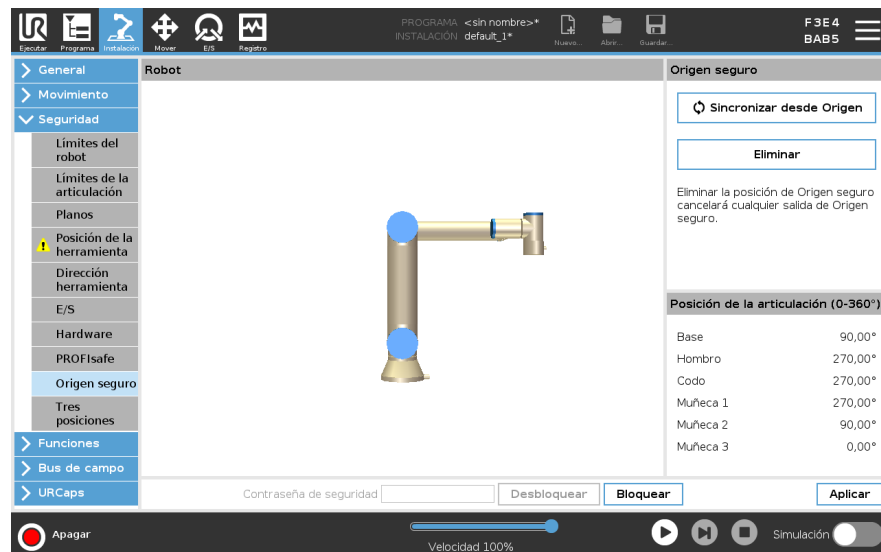 PROGRAMA <sin nombre>*
INSTALACIÓN default_1*
F3E4
BAB5
Ejecutar Programa Instalación Mover E/S Registro Nuevo... Abrir... Guardar...
General
Movimiento
Seguridad
Límites del
robot
Límites de la
articulación
Planos
Posición de la
herramienta
Dirección
herramienta
E/S
Hardware
PROFIsafe
Origen seguro
Tres
posiciones
Funciones
Bus de campo
URCaps
Robot
Contraseña de seguridad Desbloquear Bloquear
Origen seguro
Sincronizar desde Origen
Eliminar
Eliminar la posición de Origen seguro
cancelará cualquier salida de Origen
seguro.
Posición de la articulación (0-360°)
Base 90,00°
Hombro 270,00°
Codo 270,00°
Muñeca 1 270,00°
Muñeca 2 90,00°
Muñeca 3 0,00°
Aplicar
Apagar
Velocidad 100%
Simulación